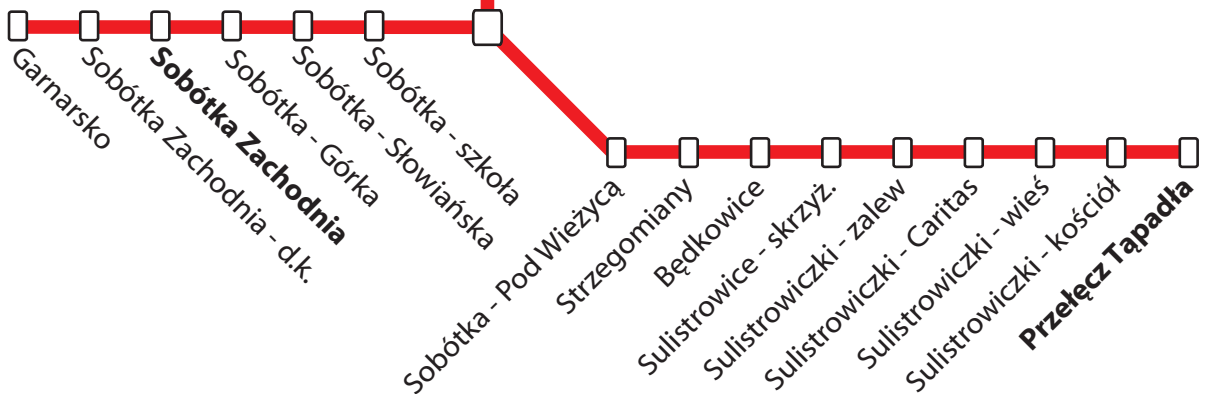 Garnarsko
Sobótka Zachodnia - d.k.
Sobótka Zachodnia
Sobótka - Górka
Sobótka - Słowiańska
Sobótka - szkoła
Sobótka - Pod Wieżycą
Strzegomiany
Będkowice
Sulistrowice - skrzyż.
Sulistrowiczki - zalew
Sulistrowiczki - Caritas
Sulistrowiczki - wieś
Sulistrowiczki - kościół
Przełęcz Tąpadła